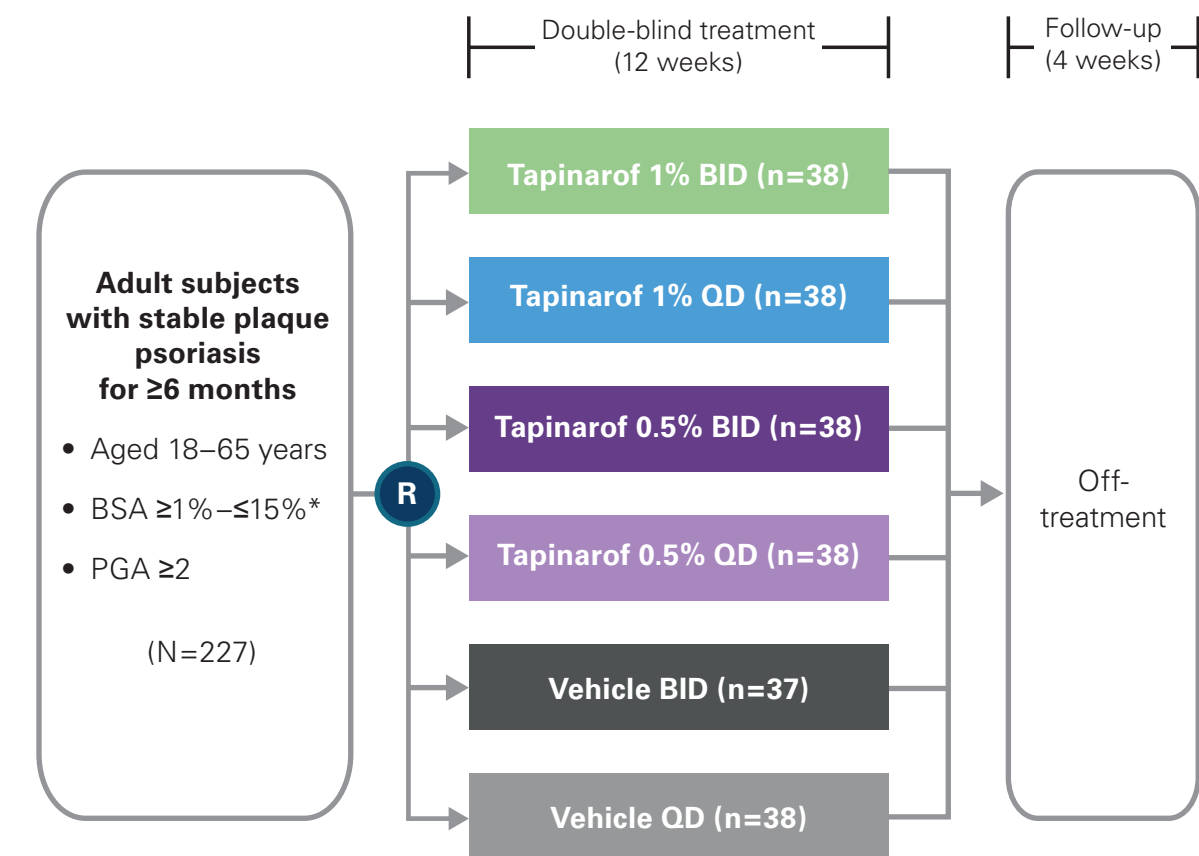 Double-blind treatment
(12 weeks)
Follow-up
(4 weeks)
Adult subjects
with stable plaque
psoriasis
for ≥6 months
• Aged 18–65 years
• BSA ≥1%–≤15%*
• PGA ≥2
(N=227)
R
Tapinarof 1% BID (n=38)
Tapinarof 1% QD (n=38)
Tapinarof 0.5% BID (n=38)
Tapinarof 0.5% QD (n=38)
Vehicle BID (n=37)
Vehicle QD (n=38)
Off-
treatment